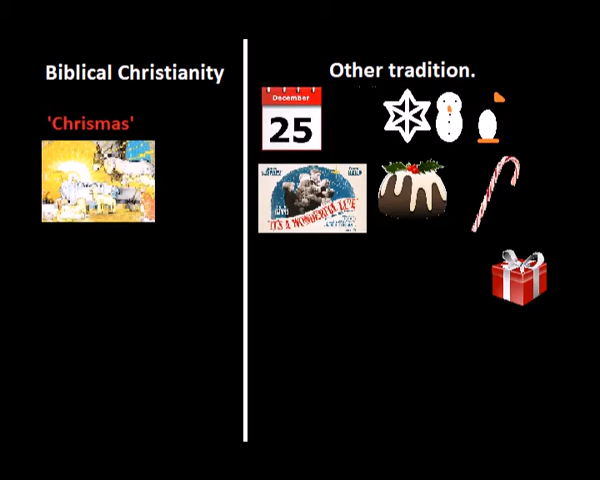 Biblical Christianity
Other tradition.
'Chrismas'
December
25
IT'S A WONDERFUL LIFE